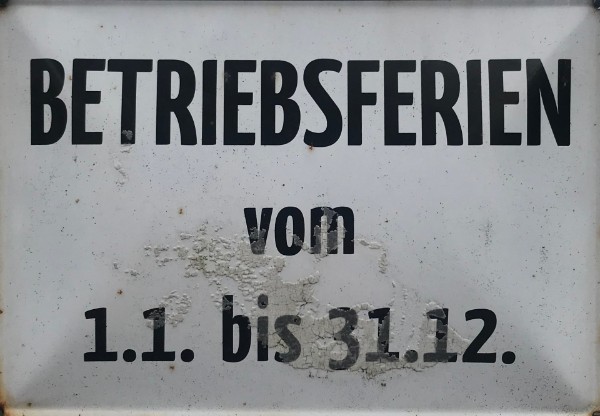 BETRIEBSFERIEN
vom
1.1. bis 31.12.